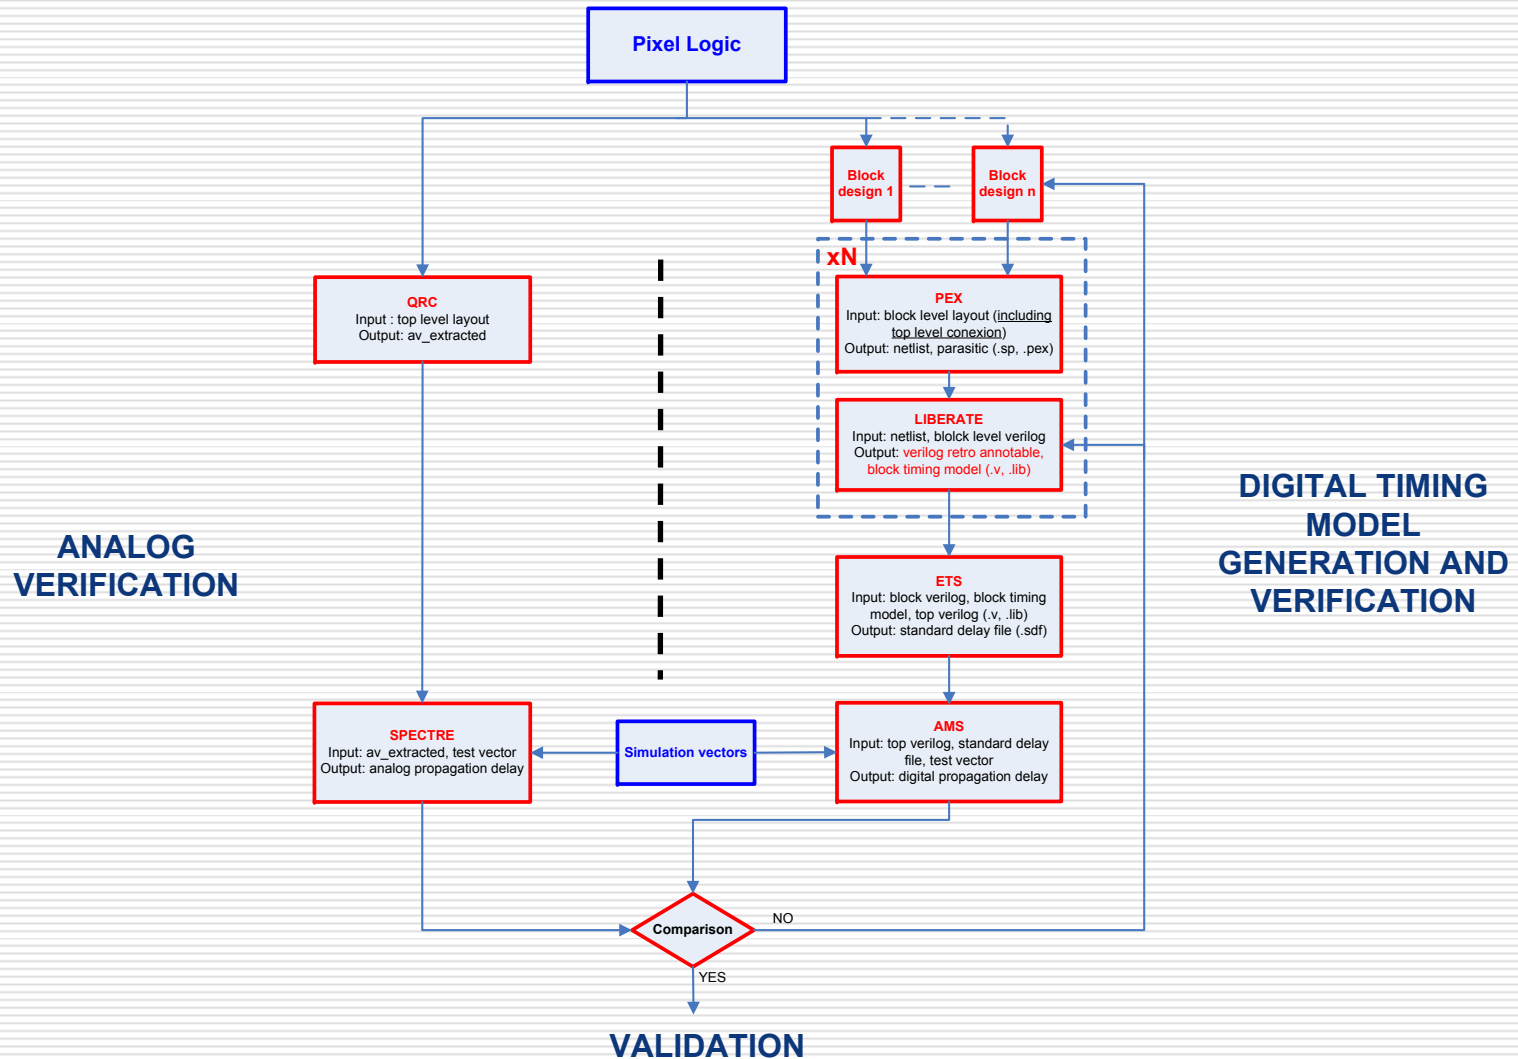 Pixel Logic
Block
design 1
Block
design n
xN
QRC
Input : top level layout
Output: av_extracted
PEX
Input: block level layout (including
top level conexion)
Output: netlist, parasitic (.sp, .pex)
LIBERATE
Input: netlist, blolck level verilog
Output: verilog retro annotable,
block timing model (.v, .lib)
ANALOG
VERIFICATION
DIGITAL TIMING
MODEL
GENERATION AND
VERIFICATION
ETS
Input: block verilog, block timing
model, top verilog (.v, .lib)
Output: standard delay file (.sdf)
SPECTRE
Input: av_extracted, test vector
Output: analog propagation delay
Simulation vectors
AMS
Input: top verilog, standard delay
file, test vector
Output: digital propagation delay
Comparison
NO
YES
VALIDATION